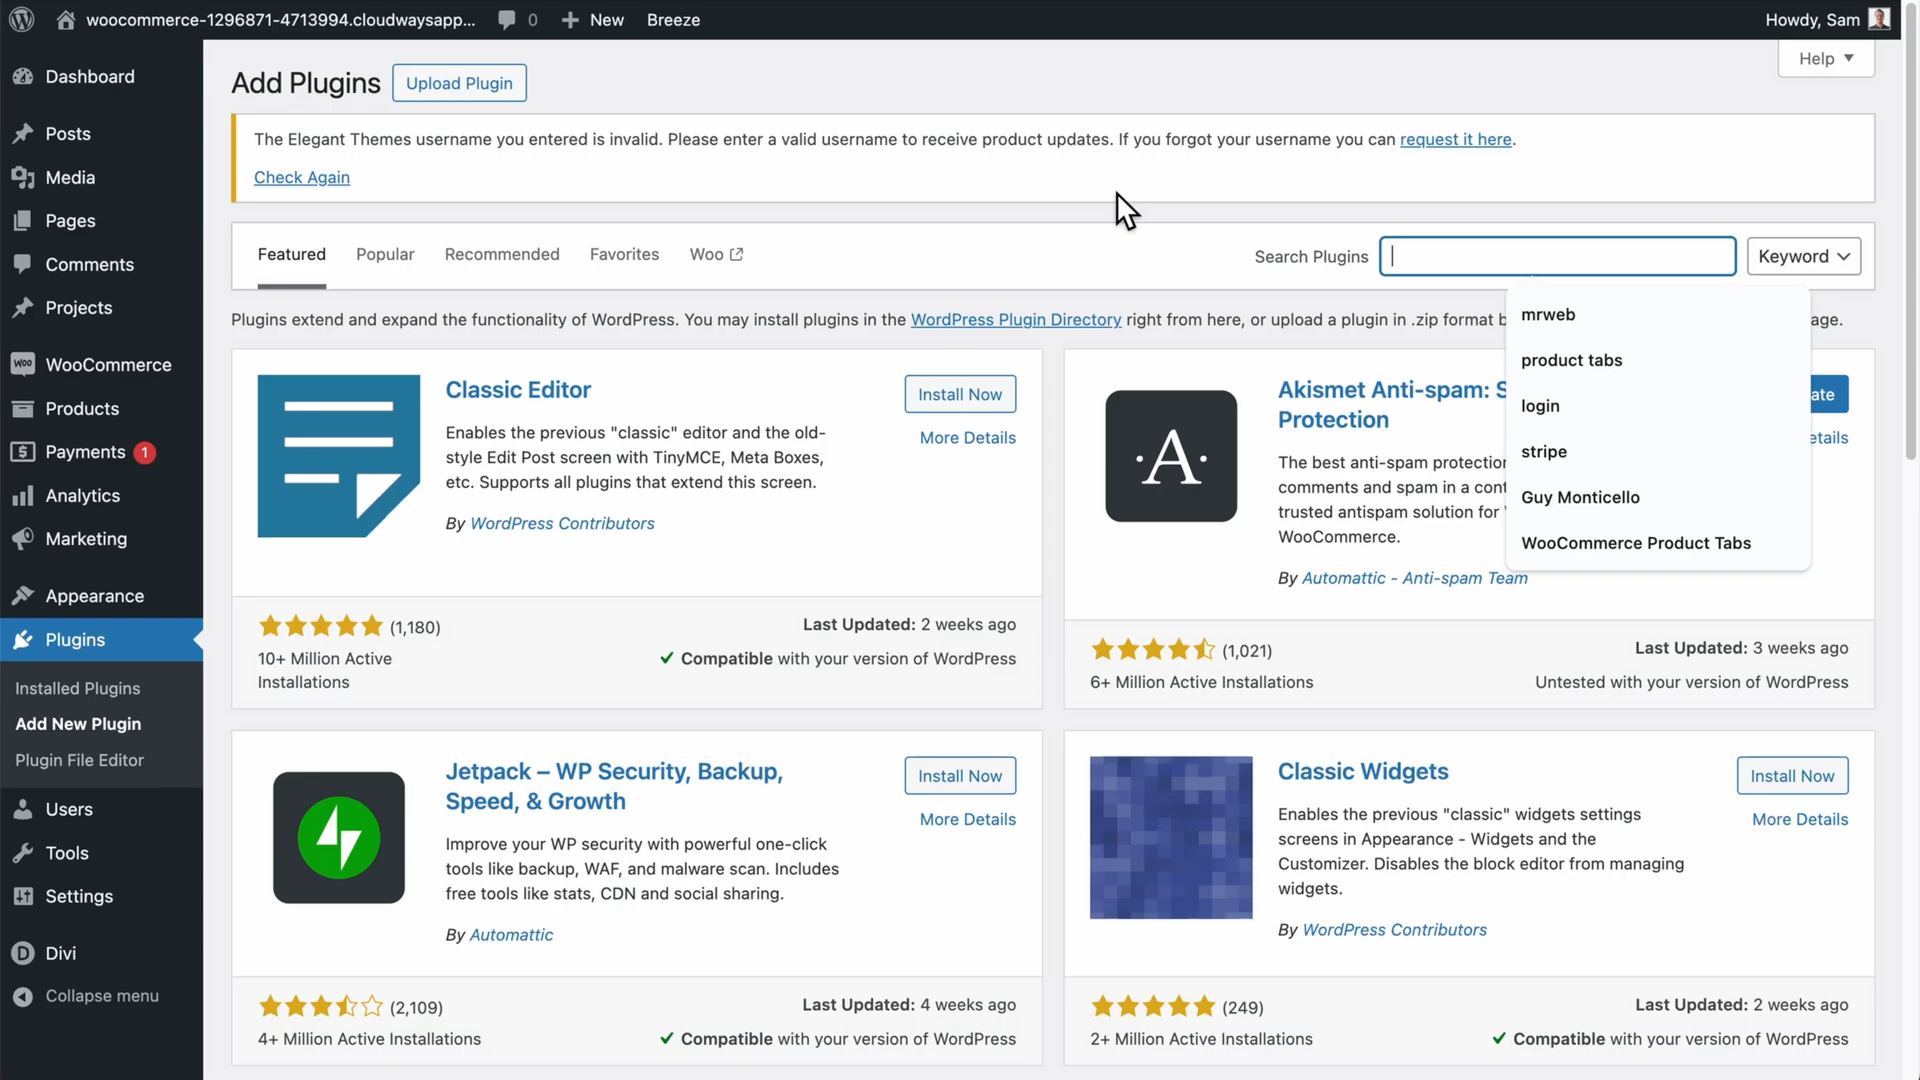 woocommerce-1296871-4713994.cloudwaysapp...
0
New
Breeze
Howdy, Sam
Dashboard
Posts
Media
Pages
Comments
Projects
Woo
WooCommerce
Products
Payments 1
Analytics
Marketing
Appearance
Plugins
Installed Plugins
Add New Plugin
Plugin File Editor
Users
Tools
Settings
Divi
Collapse menu
Help
Add Plugins
Upload Plugin
The Elegant Themes username you entered is invalid. Please enter a valid username to receive product updates. If you forgot your username you can request it here.
Check Again
Featured
Popular
Recommended
Favorites
Woo
Search Plugins
Keyword
mrweb
product tabs
login
stripe
Guy Monticello
WooCommerce Product Tabs
Plugins extend and expand the functionality of WordPress. You may install plugins in the WordPress Plugin Directory right from here, or upload a plugin in .zip format b
age.
Classic Editor
Install Now
More Details
Enables the previous "classic" editor and the old-
style Edit Post screen with TinyMCE, Meta Boxes,
etc. Supports all plugins that extend this screen.
By WordPress Contributors
(1,180)
10+ Million Active
Installations
Last Updated: 2 weeks ago
Compatible with your version of WordPress
A
Akismet Anti-spam: S
Protection
ate
etails
The best anti-spam protection
comments and spam in a cont
trusted antispam solution for
WooCommerce.
By Automattic - Anti-spam Team
(1,021)
6+ Million Active Installations
Last Updated: 3 weeks ago
Untested with your version of WordPress
Jetpack – WP Security, Backup,
Speed, & Growth
Install Now
More Details
Improve your WP security with powerful one-click
tools like backup, WAF, and malware scan. Includes
free tools like stats, CDN and social sharing.
By Automattic
(2,109)
4+ Million Active Installations
Last Updated: 4 weeks ago
Compatible with your version of WordPress
Classic Widgets
Install Now
More Details
Enables the previous "classic" widgets settings
screens in Appearance - Widgets and the
Customizer. Disables the block editor from managing
widgets.
By WordPress Contributors
(249)
2+ Million Active Installations
Last Updated: 2 weeks ago
Compatible with your version of WordPress